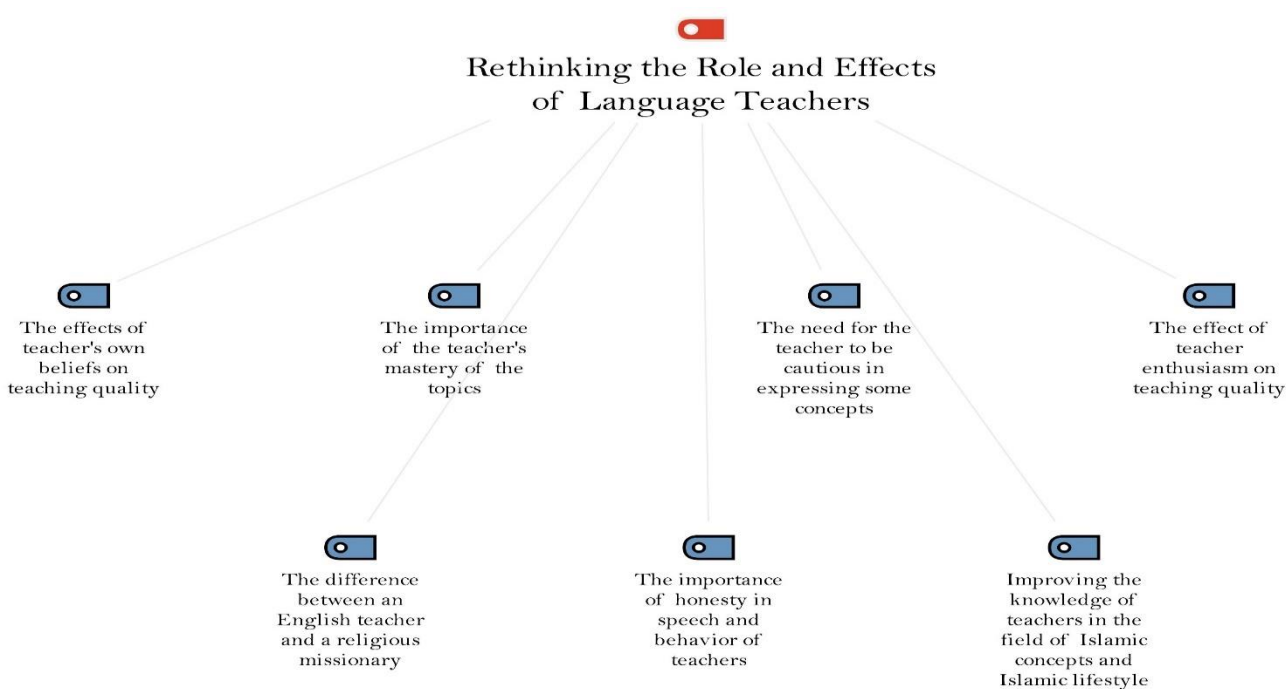 Rethinking the Role and Effects
of Language Teachers
The effects of
teacher's own
beliefs on
teaching quality
The importance
of the teacher's
mastery of the
topics
The need for the
teacher to be
cautious in
expressing some
concepts
The effect of
teacher
enthusiasm on
teaching quality
The difference
between an
English teacher
and a religious
missionary
The importance
of honesty in
speech and
behavior of
teachers
Improving the
knowledge of
teachers in the
field of Islamic
concepts and
Islamic lifestyle